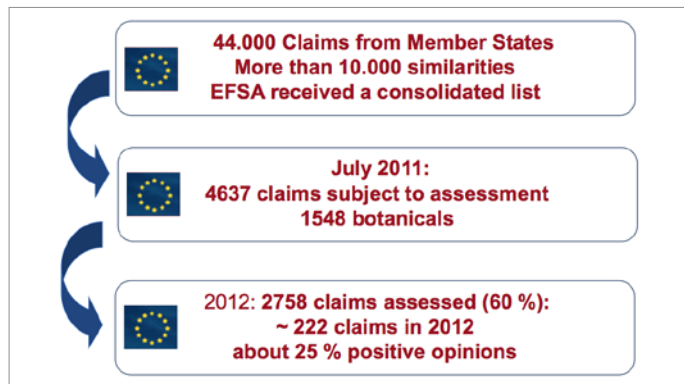 44.000 Claims from Member States
More than 10.000 similarities
EFSA received a consolidated list
July 2011:
4637 claims subject to assessment
1548 botanicals
2012: 2758 claims assessed (60 %):
~ 222 claims in 2012
about 25 % positive opinions